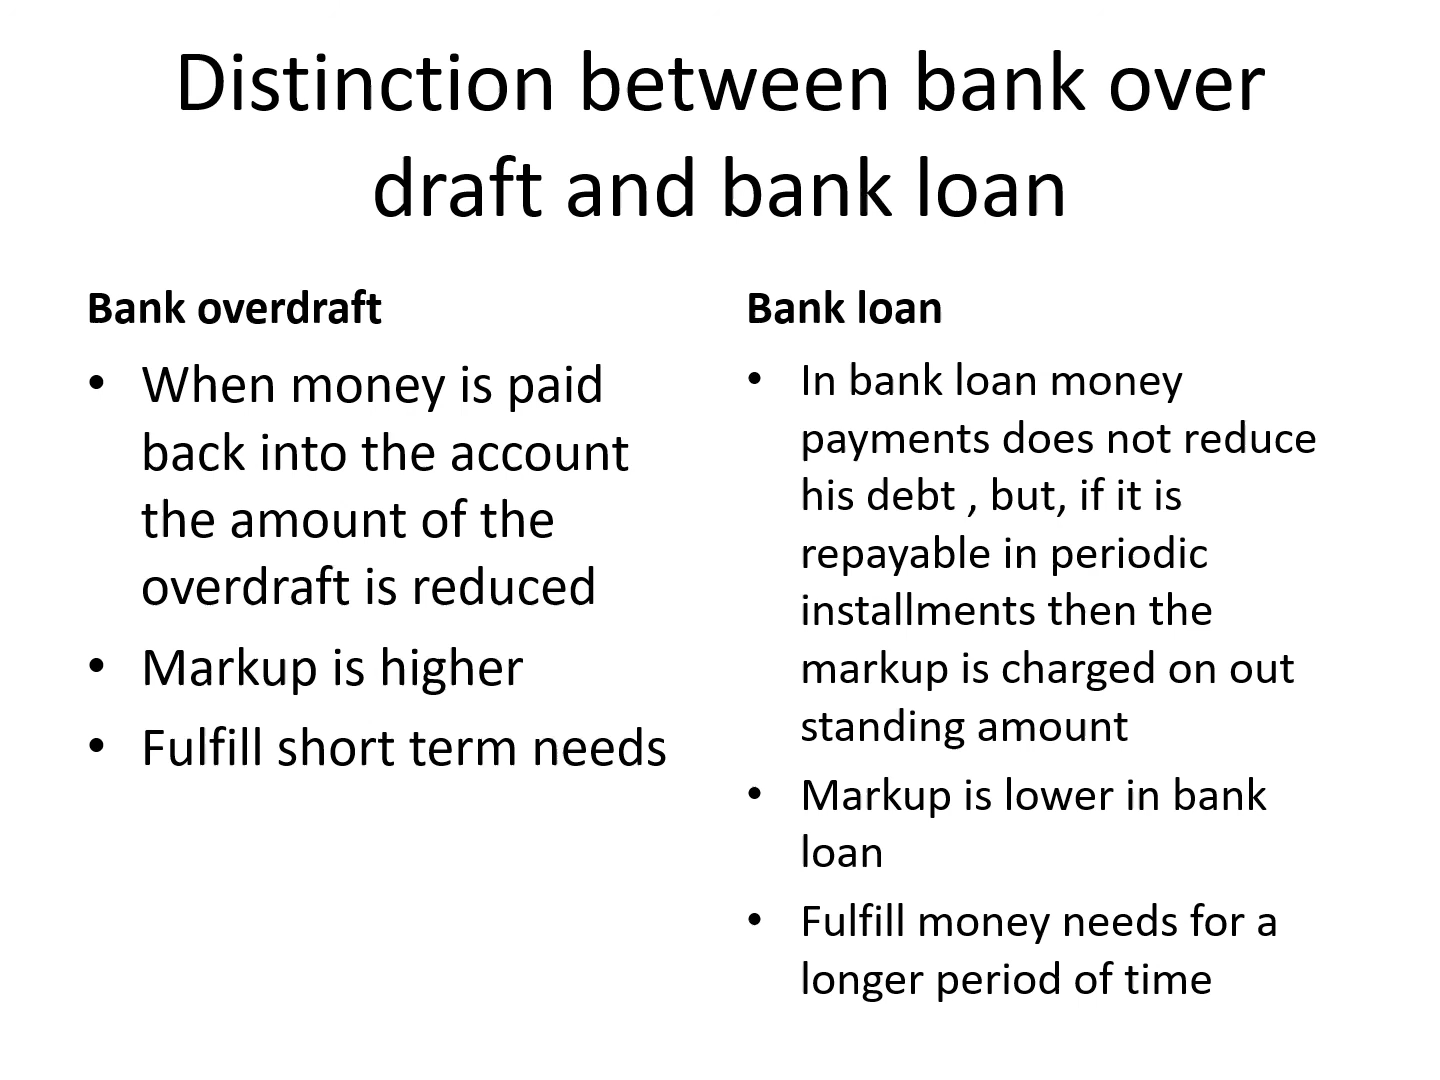 Distinction between bank over
draft and bank loan
Bank overdraft
• When money is paid
back into the account
the amount of the
overdraft is reduced
• Markup is higher
• Fulfill short term needs
Bank loan
• In bank loan money
payments does not reduce
his debt , but, if it is
repayable in periodic
installments then the
markup is charged on out
standing amount
• Markup is lower in bank
loan
• Fulfill money needs for a
longer period of time